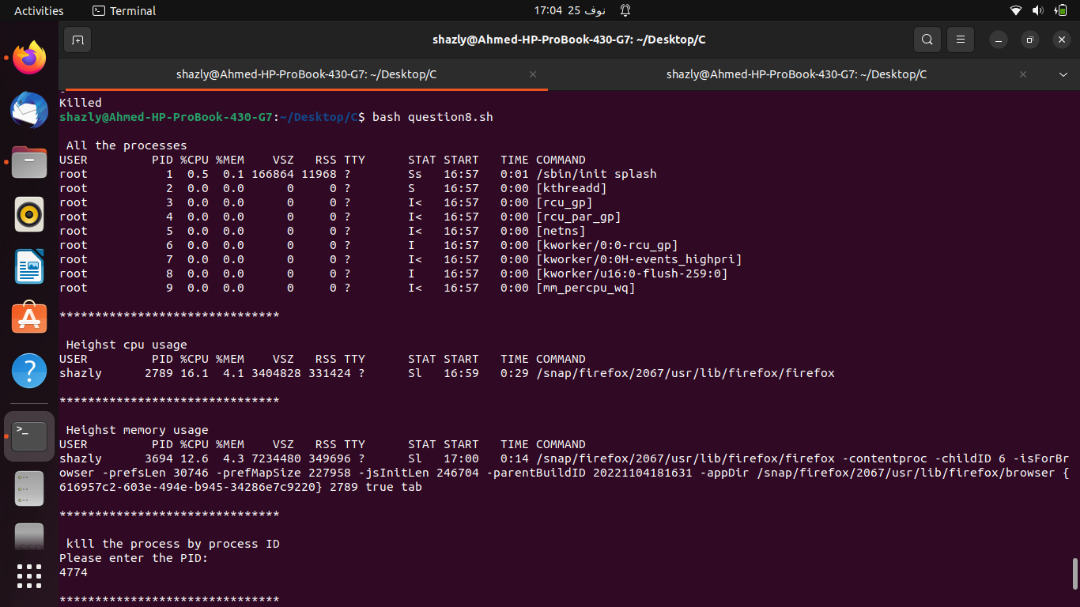 Activities
Terminal
17:04 25 نوف
shazly@Ahmed-HP-ProBook-430-G7: ~/Desktop/C
shazly@Ahmed-HP-ProBook-430-G7: ~/Desktop/C
shazly@Ahmed-HP-ProBook-430-G7: ~/Desktop/C
Killed
shazly@Ahmed-HP-ProBook-430-G7:~/Desktop/C$ bash question8.sh
All the processes
USER PID %CPU %MEM VSZ RSS TTY STAT START TIME COMMAND
root 1 0.5 0.1 166864 11968 ? Ss 16:57 0:01 /sbin/init splash
root 2 0.0 0.0 0 0 ? S 16:57 0:00 [kthreadd]
root 3 0.0 0.0 0 0 ? I< 16:57 0:00 [rcu_gp]
root 4 0.0 0.0 0 0 ? I< 16:57 0:00 [rcu_par_gp]
root 5 0.0 0.0 0 0 ? I< 16:57 0:00 [netns]
root 6 0.0 0.0 0 0 ? I 16:57 0:00 [kworker/0:0-rcu_gp]
root 7 0.0 0.0 0 0 ? I< 16:57 0:00 [kworker/0:0H-events_highpri]
root 8 0.0 0.0 0 0 ? I 16:57 0:00 [kworker/u16:0-flush-259:0]
root 9 0.0 0.0 0 0 ? I< 16:57 0:00 [mm_percpu_wq]
*******************************
Heighst cpu usage
USER PID %CPU %MEM VSZ RSS TTY STAT START TIME COMMAND
shazly 2789 16.1 4.1 3404828 331424 ? Sl 16:59 0:29 /snap/firefox/2067/usr/lib/firefox/firefox
*******************************
Heighst memory usage
USER PID %CPU %MEM VSZ RSS TTY STAT START TIME COMMAND
shazly 3694 12.6 4.3 7234480 349696 ? Sl 17:00 0:14 /snap/firefox/2067/usr/lib/firefox/firefox -contentproc -childID 6 -isForBr
owser -prefsLen 30746 -prefMapSize 227958 -jsInitLen 246704 -parentBuildID 20221104181631 -appDir /snap/firefox/2067/usr/lib/firefox/browser {
616957c2-603e-494e-b945-34286e7c9220} 2789 true tab
*******************************
kill the process by process ID
Please enter the PID:
4774
*******************************